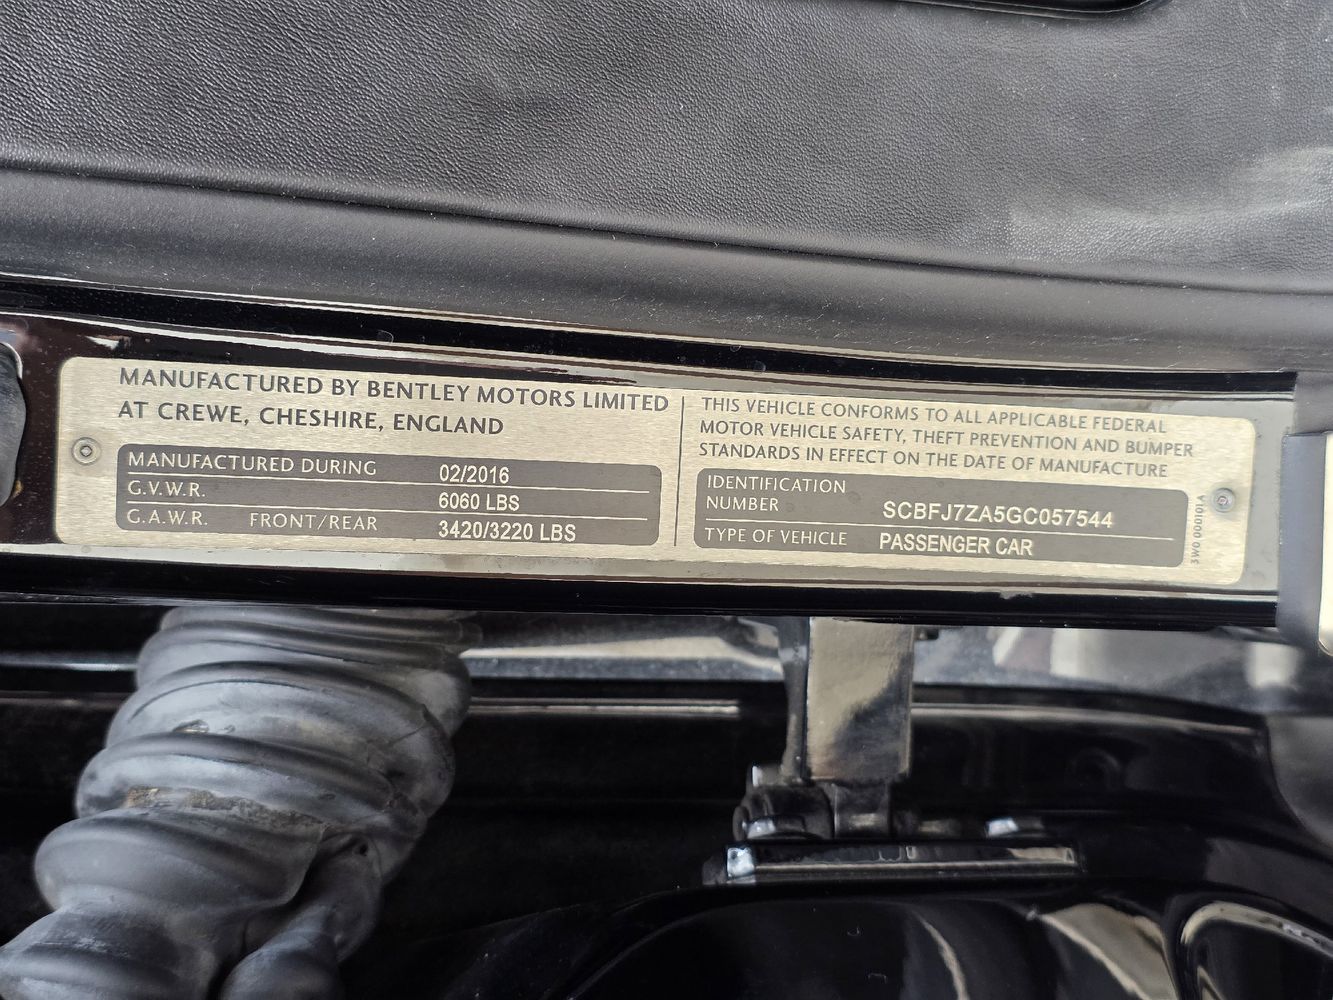 MANUFACTURED BY BENTLEY MOTORS LIMITED
AT CREWE, CHESHIRE, ENGLAND
MANUFACTURED DURING 02/2016
G.V.W.R. 6060 LBS
G.A.W.R. FRONT/REAR 3420/3220 LBS
THIS VEHICLE CONFORMS TO ALL APPLICABLE FEDERAL
MOTOR VEHICLE SAFETY, THEFT PREVENTION AND BUMPER
STANDARDS IN EFFECT ON THE DATE OF MANUFACTURE
IDENTIFICATION
NUMBER SCBFJ7ZA5GC057544
TYPE OF VEHICLE PASSENGER CAR
3W0 000101A